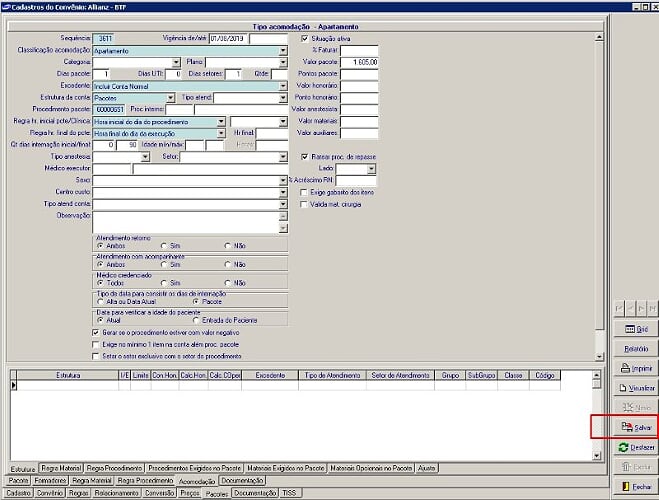 Cadastros do Convênio: Allianz - BTF
Tipo acomodação - Apartamento
Sequência: 3611 Vigência de/até: 01/08/2019 Situação ativa
Classificação acomodação: Apartamento % Faturar:
Categoria: Plano: Valor pacote: 1.605,00
Dias pacote: 1 Dias UTI: 0 Dias setores: 1 Qtde: Pontos pacote:
Excedente: Incluir Conta Normal Valor honorário:
Estrutura da conta: Pacotes Tipo atend: Ponto honorário:
Procedimento pacote: 00000651 Proc interno: Valor anestesista:
Regra hr. inicial pcte/Clínica: Hora inicial do dia do procedimento Valor materiais:
Regra hr. final do pcte: Hora final do dia da execução Hr final: Valor auxiliares:
Qt dias internação inicial/final: 0 90 Idade mín/máx: Horas:
Tipo anestesia: Setor: Ratear proc. de repasse
Médico executor: Lado:
Sexo: % Acréscimo RN:
Centro custo: Exige gabarito dos itens
Tipo atend conta: Valida mat. cirurgia
Observação:
Atendimento retorno
Ambos Sim Não
Atendimento com acompanhante
Ambos Sim Não
Médico credenciado
Todos Sim Não
Tipo de data para consistir os dias de internação
Alta ou Data Atual Pacote
Data para verificar a idade do paciente
Atual Entrada do Paciente
Gerar se o procedimento estiver com valor negativo
Exige no mínimo 1 item na conta além proc. pacote
Setor o setor exclusivo com o setor do procedimento
Estrutura I/E Limite Con.Hon. Calc.Hon. Calc.COper Excedente Tipo de Atendimento Setor de Atendimento Grupo SubGrupo Classe Código
Estrutura Regra Material Regra Procedimento Procedimentos Exigidos no Pacote Materiais Exigidos no Pacote Materiais Opcionais no Pacote Ajuste
Pacote Formadores Regra Material Regra Procedimento Acomodação Documentação
Cadastro Convênio Regras Relacionamento Conversão Preços Pacotes Documentação TISS
Grid
Relatório
Imprimir
Visualizar
Novo
Salvar
Desfazer
Excluir
Fechar